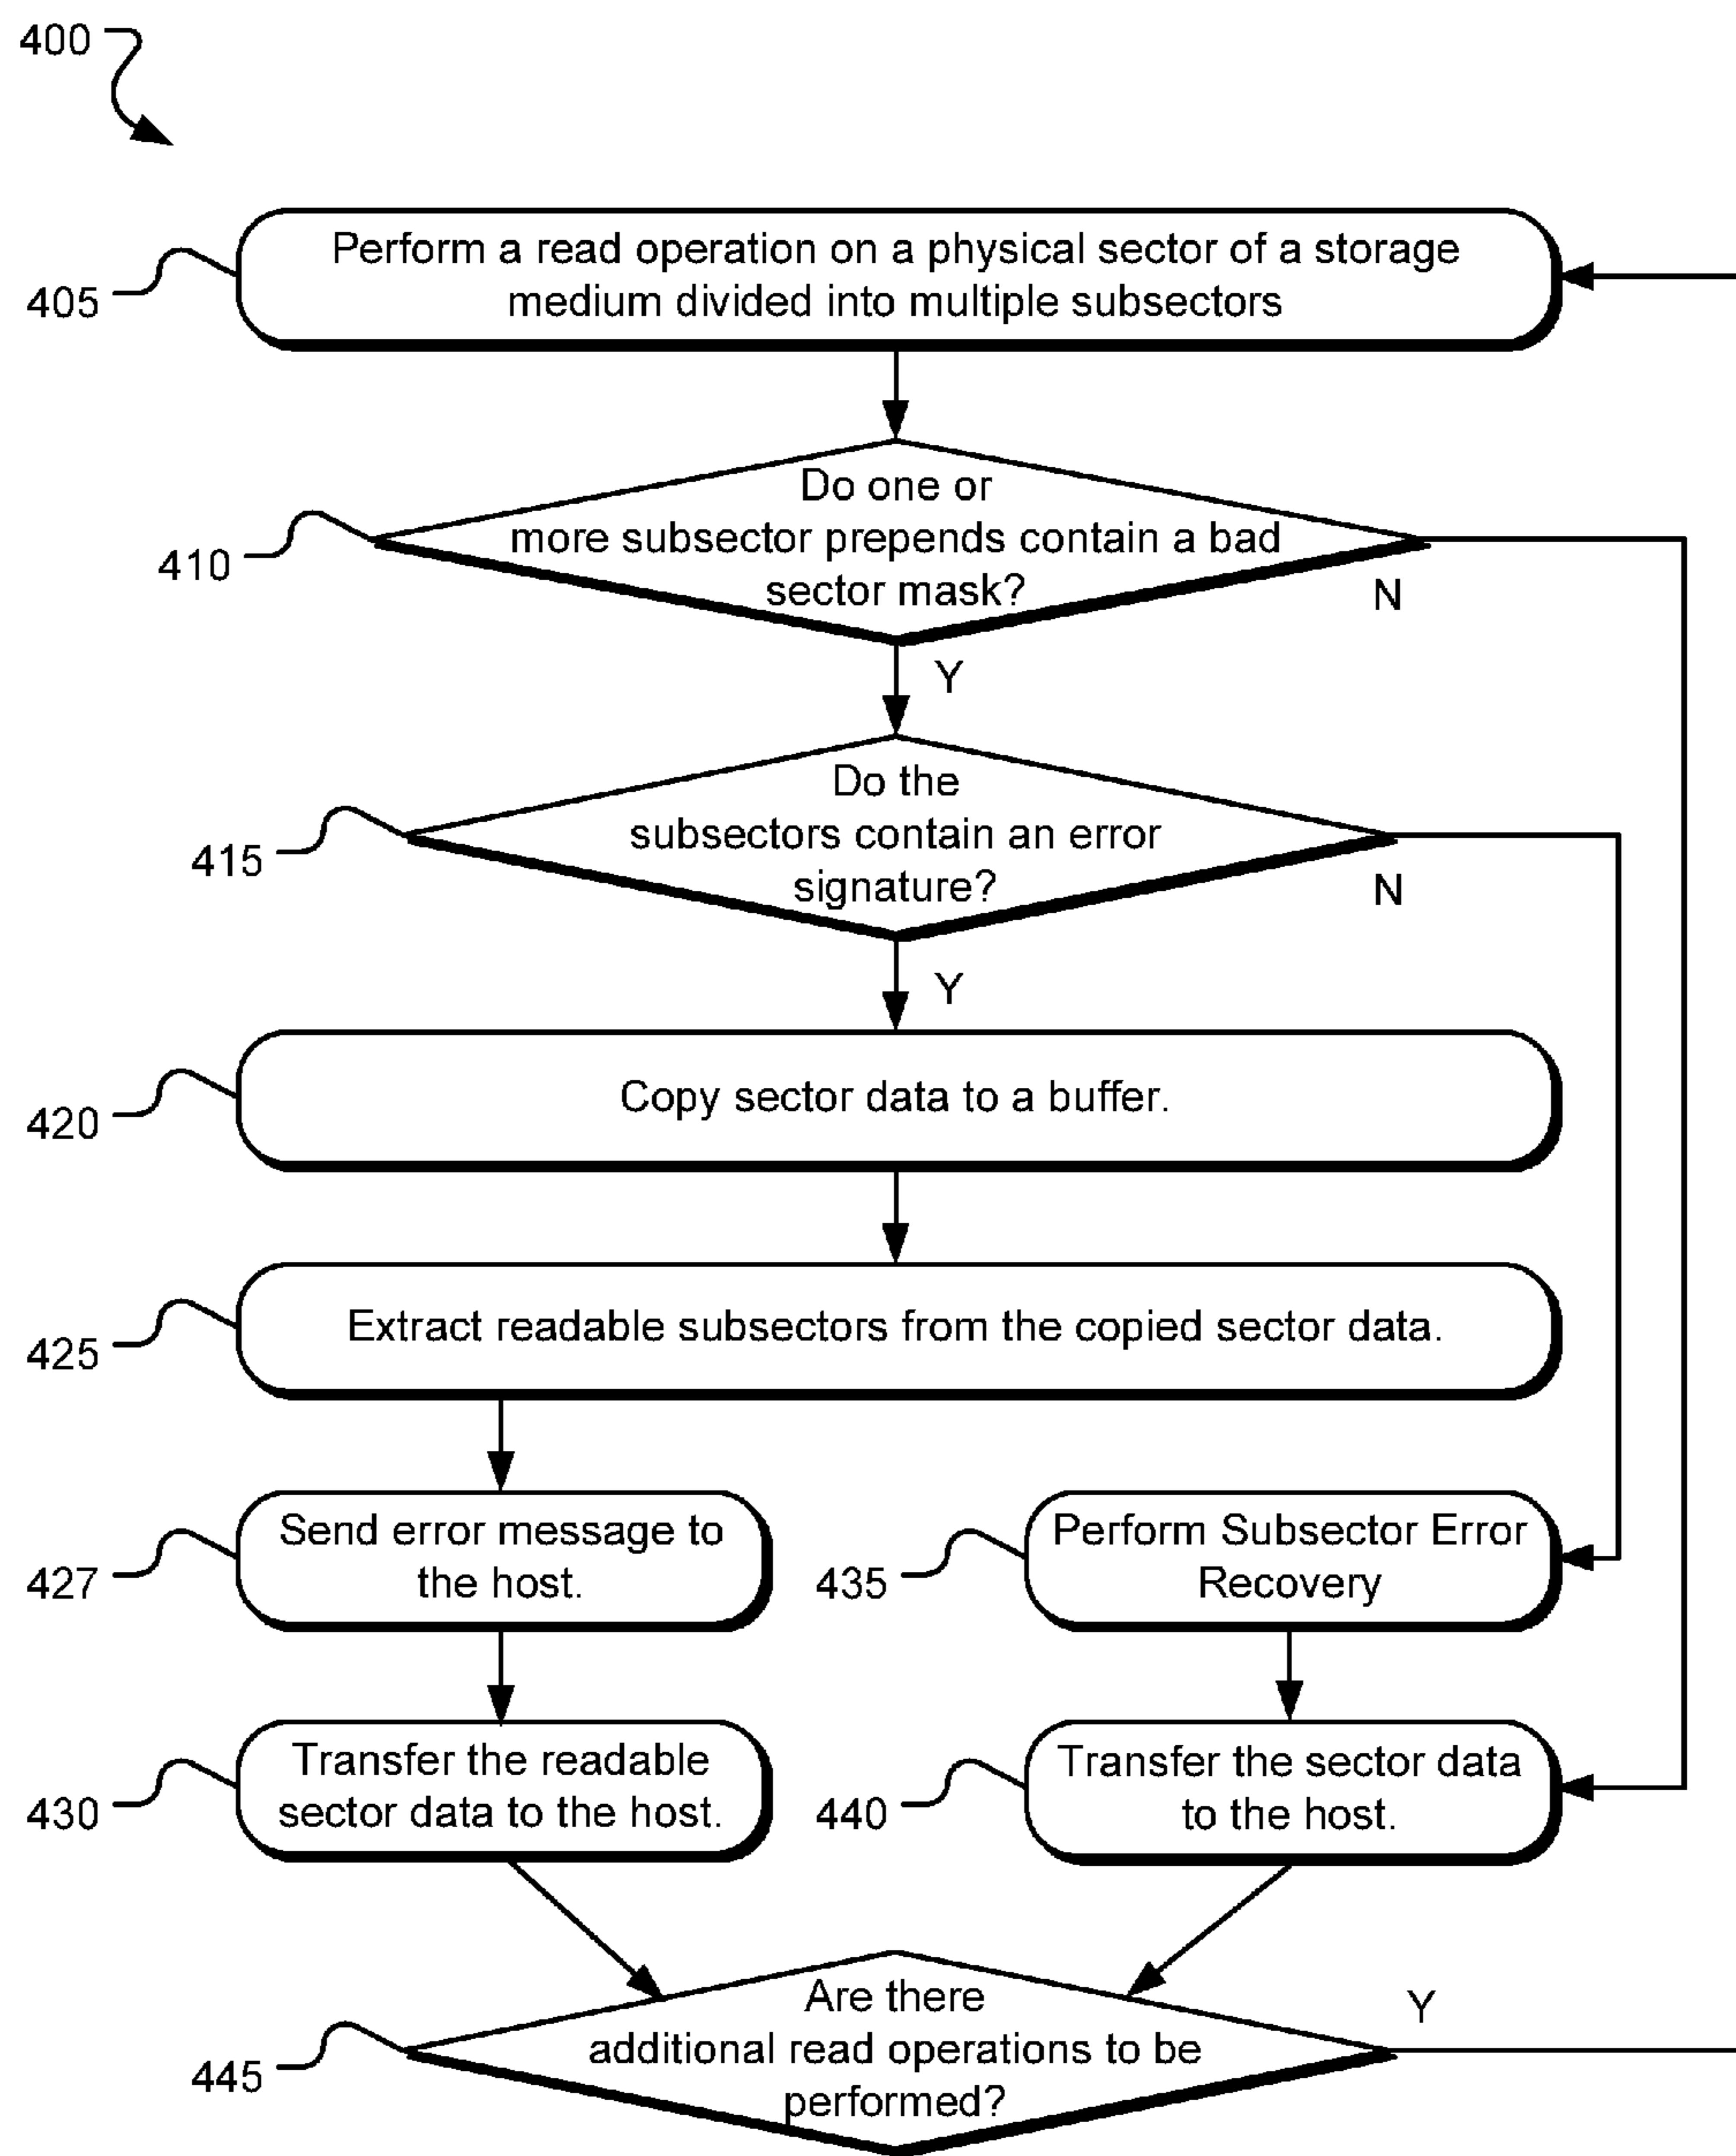 400
405
Perform a read operation on a physical sector of a storage
medium divided into multiple subsectors
410
Do one or
more subsector prepends contain a bad
sector mask?
N
Y
415
Do the
subsectors contain an error
signature?
N
Y
420
Copy sector data to a buffer.
425
Extract readable subsectors from the copied sector data.
427
Send error message to
the host.
435
Perform Subsector Error
Recovery
430
Transfer the readable
sector data to the host.
440
Transfer the sector data
to the host.
445
Are there
additional read operations to be
performed?
Y